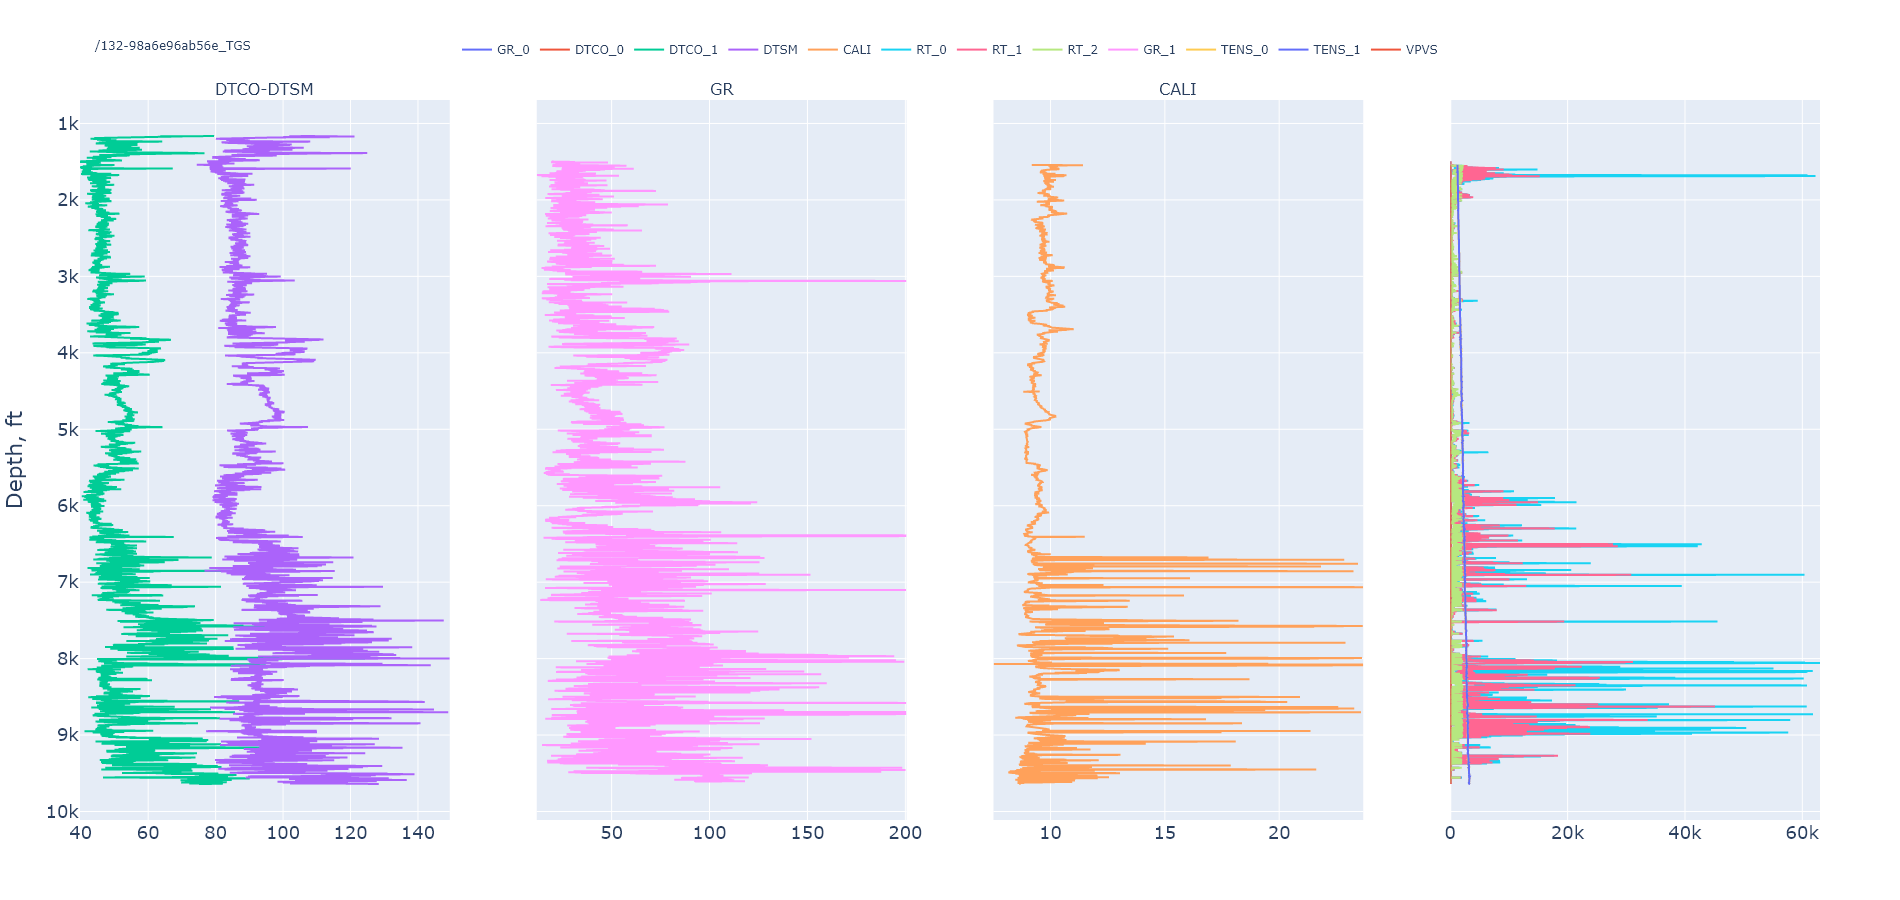 /132-98a6e96ab56e_TGS
GR_0 DTCO_0 DTCO_1 DTSM CALI RT_0 RT_1 RT_2 GR_1 TENS_0 TENS_1 VPVS
DTCO-DTSM GR CALI
1k
2k
3k
4k
5k
6k
7k
8k
9k
10k
Depth, ft
40 60 80 100 120 140
50 100 150 200
10 15 20
0 20k 40k 60k